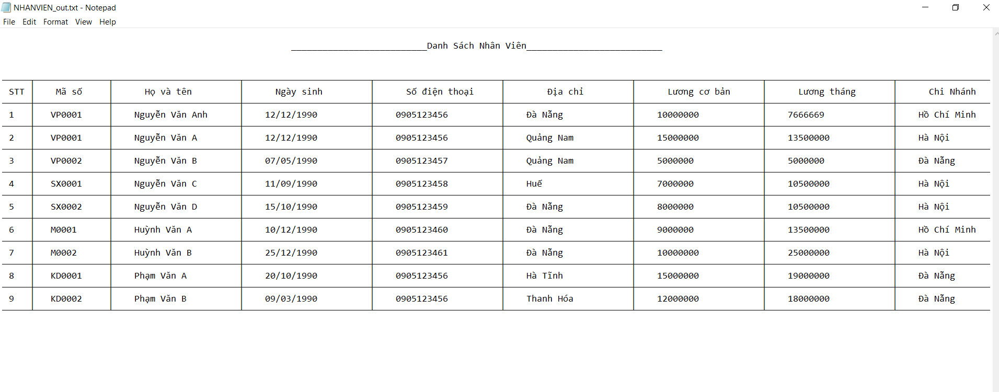 NHANVIEN_out.txt - Notepad
File Edit Format View Help
__________________________Danh Sách Nhân Viên__________________________
STT Mã số Họ và tên Ngày sinh Số điện thoại Địa chỉ Lương cơ bản Lương tháng Chi Nhánh
1 VP0001 Nguyễn Văn Anh 12/12/1990 0905123456 Đà Nẵng 10000000 7666669 Hồ Chí Minh
2 VP0001 Nguyễn Văn A 12/12/1990 0905123456 Quảng Nam 15000000 13500000 Hà Nội
3 VP0002 Nguyễn Văn B 07/05/1990 0905123457 Quảng Nam 5000000 5000000 Đà Nẵng
4 SX0001 Nguyễn Văn C 11/09/1990 0905123458 Huế 7000000 10500000 Hà Nội
5 SX0002 Nguyễn Văn D 15/10/1990 0905123459 Đà Nẵng 8000000 10500000 Hà Nội
6 M0001 Huỳnh Văn A 10/12/1990 0905123460 Đà Nẵng 9000000 13500000 Hồ Chí Minh
7 M0002 Huỳnh Văn B 25/12/1990 0905123461 Đà Nẵng 10000000 25000000 Hà Nội
8 KD0001 Phạm Văn A 20/10/1990 0905123456 Hà Tĩnh 15000000 19000000 Đà Nẵng
9 KD0002 Phạm Văn B 09/03/1990 0905123456 Thanh Hóa 12000000 18000000 Đà Nẵng